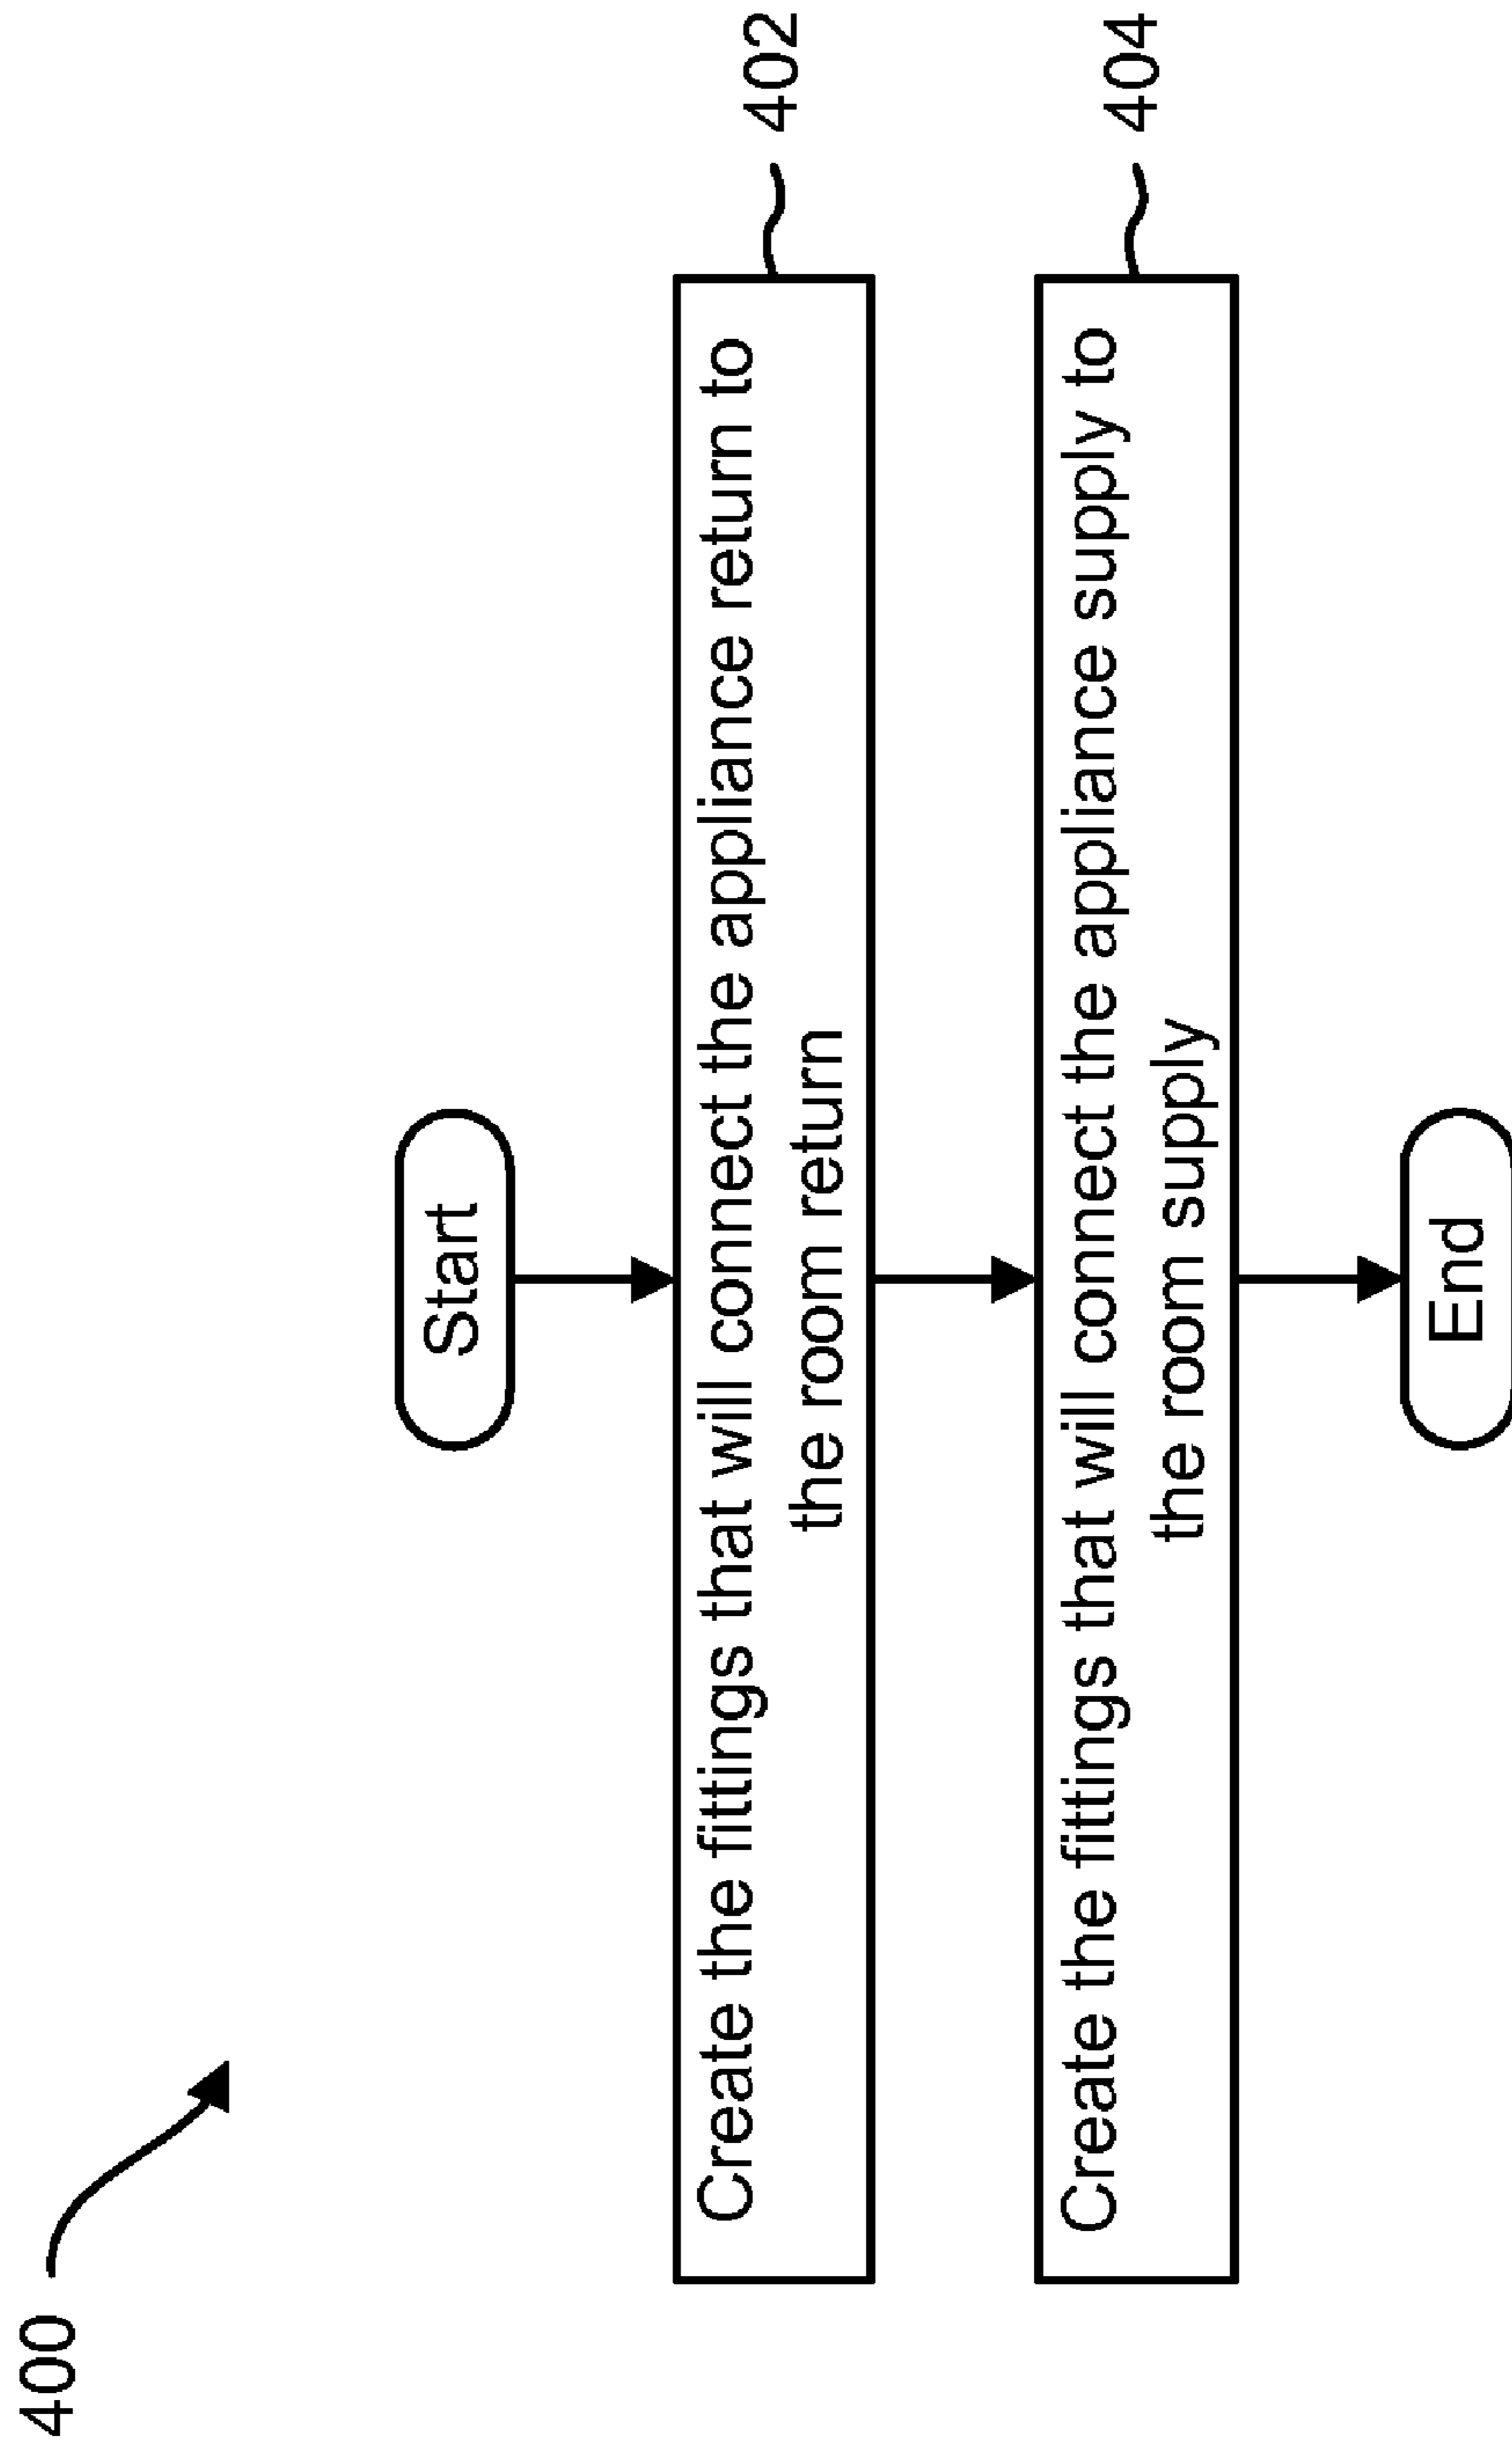 400
Start
Create the fittings that will connect the appliance return to
the room return
402
Create the fittings that will connect the appliance supply to
the room supply
404
End